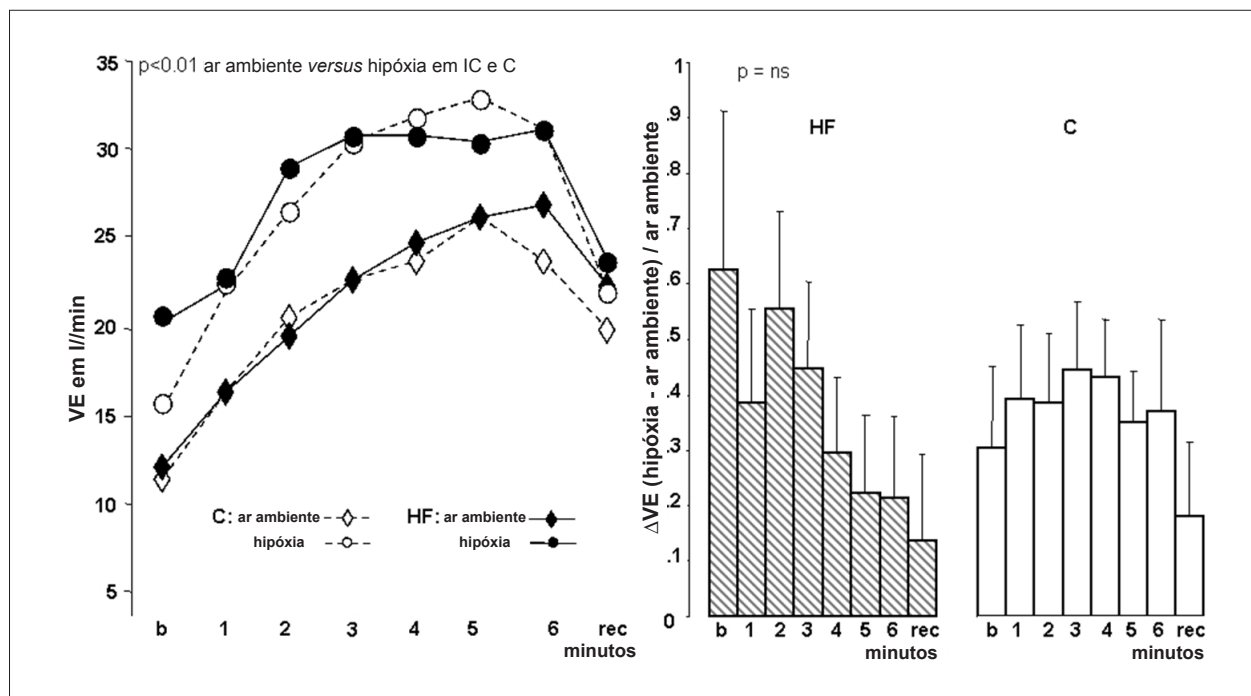 p<0.01 ar ambiente versus hipóxia em IC e C
VE em l//min
35
30
25
20
15
10
5
C: ar ambiente
hipóxia
HF: ar ambiente
hipóxia
b 1 2 3 4 5 6 rec
minutos
p = ns
ΔVE (hipóxia - ar ambiente) / ar ambiente
1
.9
.8
.7
.6
.5
.4
.3
.2
.1
0
HF
C
b 1 2 3 4 5 6 rec
minutos
b 1 2 3 4 5 6 rec
minutos